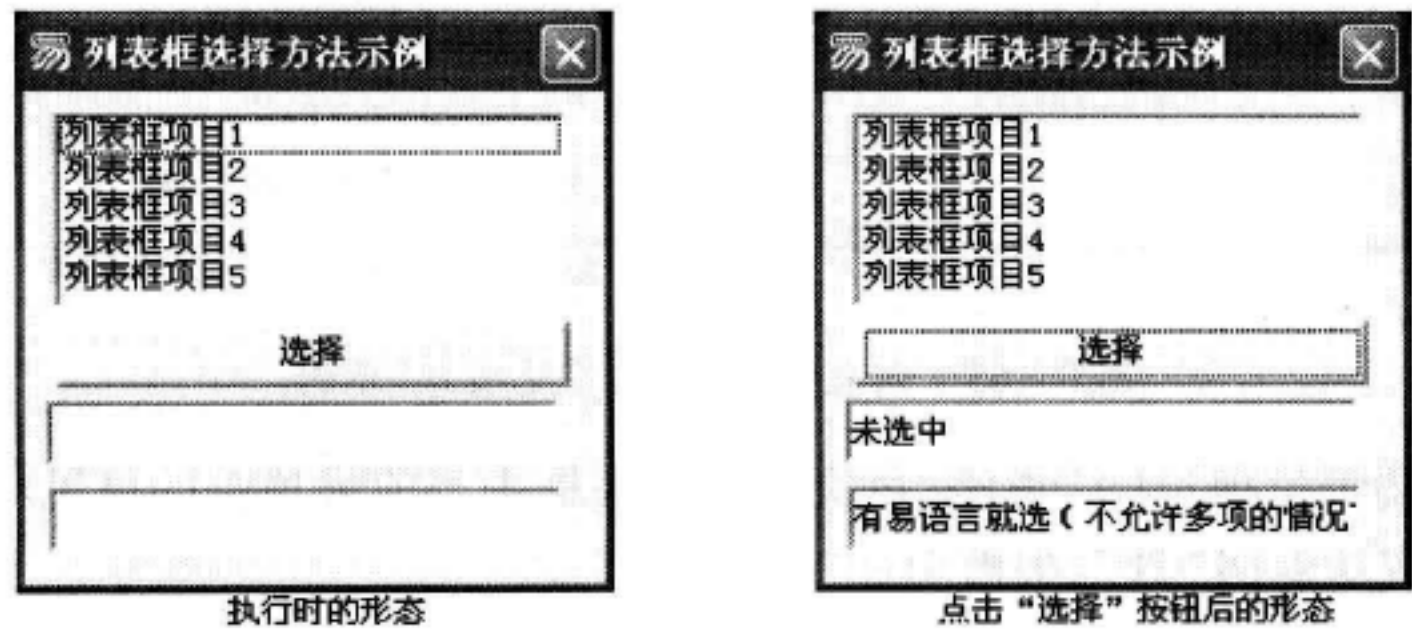 列表框选择方法示例
列表框项目1
列表框项目2
列表框项目3
列表框项目4
列表框项目5
选择
执行时的形态
列表框选择方法示例
列表框项目1
列表框项目2
列表框项目3
列表框项目4
列表框项目5
选择
未选中
有易语言就选(不允许多项的情况
点击“选择”按钮后的形态